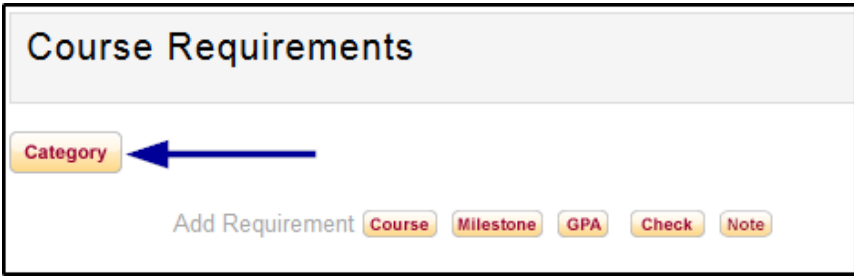 Course Requirements
Category
Add Requirement Course Milestone GPA Check Note